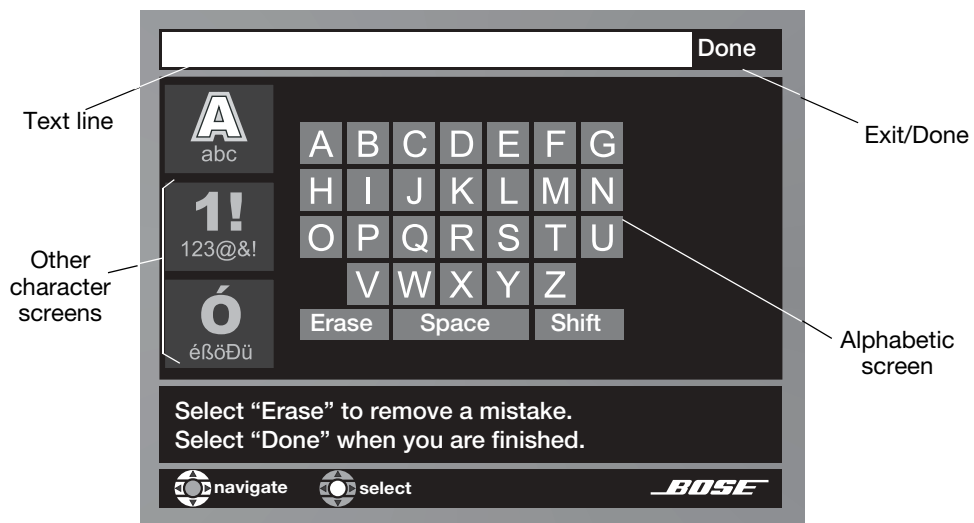 Done
Text line
Exit/Done
A
abc
A B C D E F G
H I J K L M N
1!
123@&!
O P Q R S T U
Other
character
screens
V W X Y Z
Ó
éßöÐü
Erase Space Shift
Alphabetic
screen
Select “Erase” to remove a mistake.
Select “Done” when you are finished.
navigate select BOSE